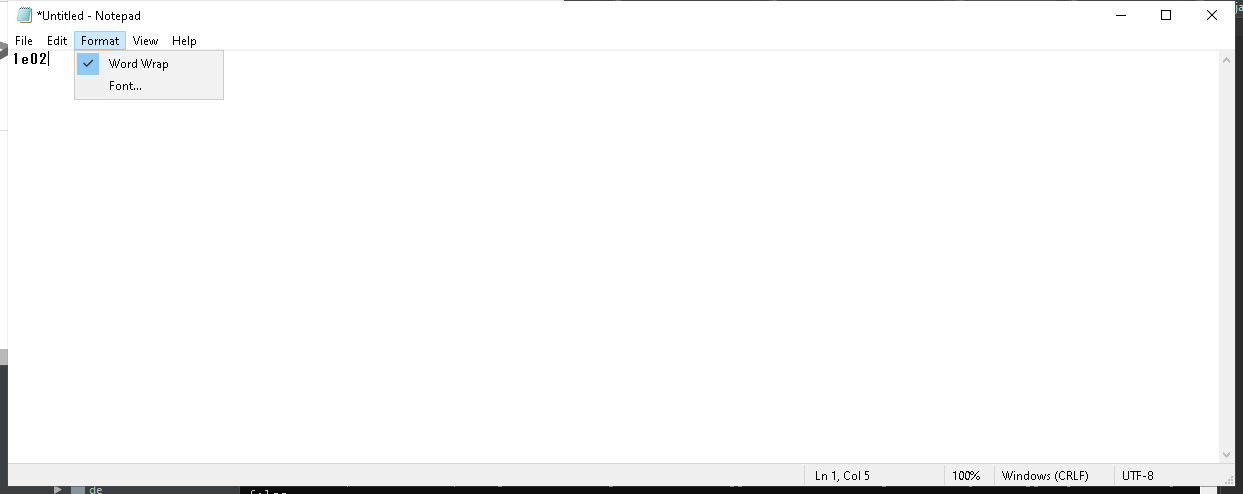 *Untitled - Notepad
File Edit Format View Help
1e02
Word Wrap
Font...
Ln 1, Col 5 100% Windows (CRLF) UTF-8
de